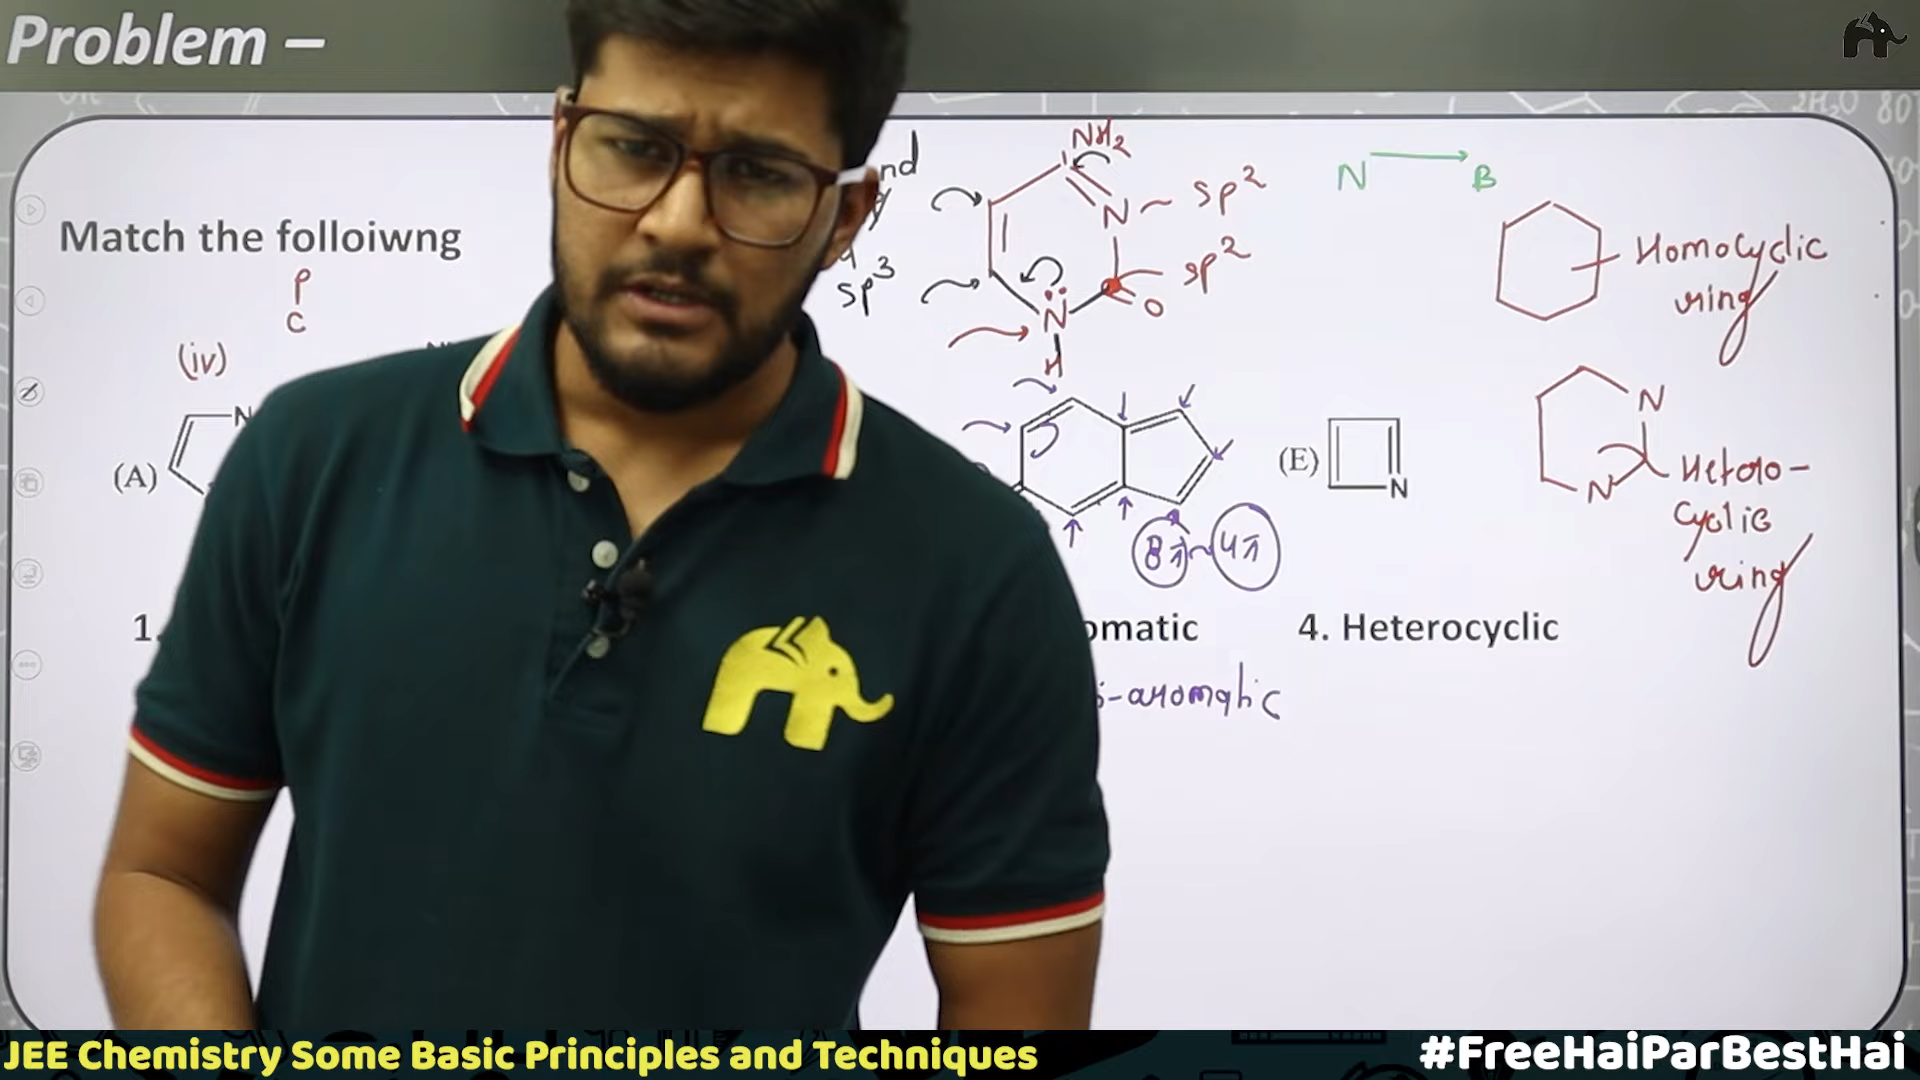 Problem –
nd
NH2
N
B
Match the folloiwng
sp2
N
sp3
sp2
O
N
H
Homocyclic
ring
P
C
(iv)
N
(A)
(E)
N
N
N
Hetero-
cyclic
ring
8π
4π
1.
omatic
4. Heterocyclic
i-aromatic
JEE Chemistry Some Basic Principles and Techniques
#FreeHaiParBestHai